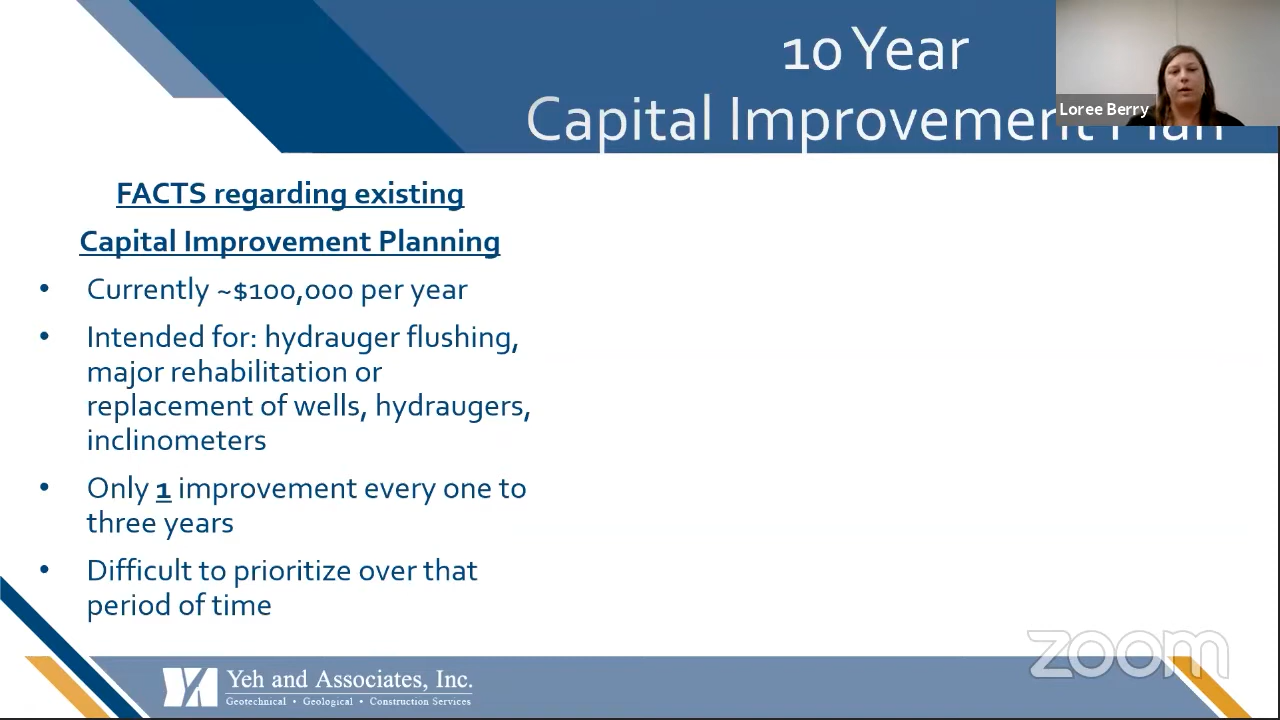 10 Year
Capital Improvement Plan
Loree Berry
FACTS regarding existing
Capital Improvement Planning
• Currently ~$100,000 per year
• Intended for: hydrauger flushing,
major rehabilitation or
replacement of wells, hydraugers,
inclinometers
• Only 1 improvement every one to
three years
• Difficult to prioritize over that
period of time
zoom
Yeh and Associates, Inc.
Geotechnical • Geological • Construction Services